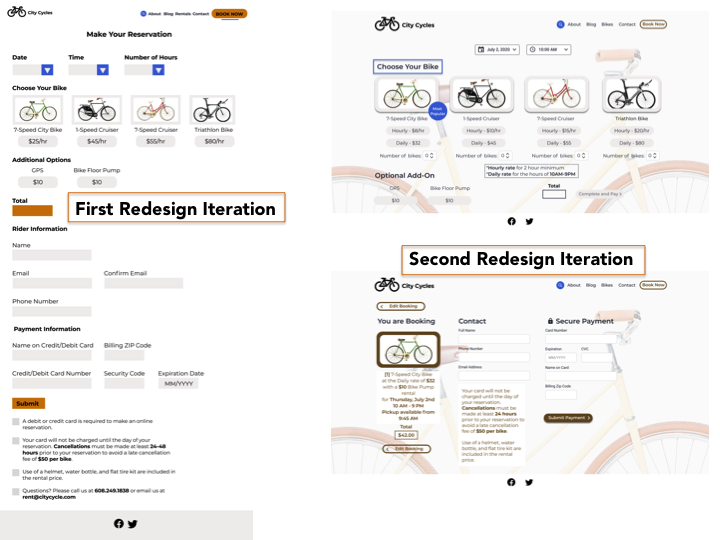 City Cycles
About Blog Rentals Contact BOOK NOW
Make Your Reservation
Date Time Number of Hours
Choose Your Bike
7-Speed City Bike 1-Speed Cruiser 7-Speed Cruiser Triathlon Bike
$25/hr $45/hr $55/hr $80/hr
Additional Options
GPS Bike Floor Pump
$10 $10
Total
First Redesign Iteration
Rider Information
Name
Email Confirm Email
Phone Number
Payment Information
Name on Credit/Debit Card Billing ZIP Code
Credit/Debit Card Number Security Code Expiration Date
MM/YYYY
Submit
A debit or credit card is required to make an online
reservation.
Your card will not be charged until the day of your
reservation. Cancellations must be made at least 24-48
hours prior to your reservation to avoid a late cancellation
fee of $50 per bike.
Use of a helmet, water bottle, and flat tire kit are included in
the rental price.
Questions? Please call us at 608.249.1838 or email us at
rent@citycycle.com
City Cycles
About Blog Bikes Contact Book Now
July 2, 2020 10:00 AM
Choose Your Bike
Most
Popular
7-Speed City Bike 1-Speed Cruiser 7-Speed Cruiser Triathlon Bike
Hourly - $8/hr Hourly - $10/hr Hourly - $15/hr Hourly - $20/hr
Daily - $32 Daily - $45 Daily - $55 Daily - $80
Number of bikes: 0 Number of bikes: 0 Number of bikes: 0 Number of bikes: 0
*Hourly rate for 2 hour minimum
*Daily rate for the hours of 10AM-9PM
Optional Add-On
GPS Bike Floor Pump
$10 $10
Total
Complete and Pay >
Second Redesign Iteration
City Cycles
About Blog Bikes Contact Book Now
< Edit Booking
You are Booking
[1] 7-Speed City Bike
at the Daily rate of $32
with a $10 Bike Pump
rental
for Thursday, July 2nd
10 AM - 9 PM
Pickup available from
9:45 AM
Total
$42.00
< Edit Booking
Contact
Full Name
Phone Number
Email Address
Your card will not be
charged until the day of
your reservation.
Cancellations must be
made at least 24 hours
prior to your reservation
to avoid a late cancellation
fee of $50 per bike.
Use of a helmet, water
bottle, and flat tire kit are
included in the rental
price.
Secure Payment
Card Number
Expiration CVC
MM/YYYY
Name on Card
Billing Zip Code
Submit Payment >